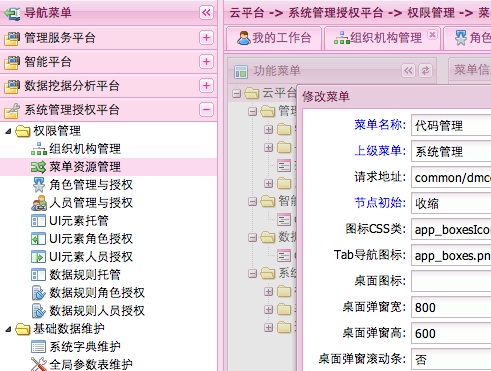 导航菜单
管理服务平台
智能平台
数据挖掘分析平台
系统管理授权平台
权限管理
组织机构管理
菜单资源管理
角色管理与授权
人员管理与授权
UI元素托管
UI元素角色授权
UI元素人员授权
数据规则托管
数据规则角色授权
数据规则人员授权
基础数据维护
系统字典维护
全局参数表维护
云平台 -> 系统管理授权平台 -> 权限管理 -> 菜
我的工作台 组织机构管理 角色
功能菜单 菜单信
云平台
管理
智能
数据
系统
修改菜单
菜单名称: 代码管理
上级菜单: 系统管理
请求地址: common/dmco
节点初始: 收缩
图标CSS类: app_boxesIco
Tab导航图标: app_boxes.pn
桌面图标:
桌面弹窗宽: 800
桌面弹窗高: 600
桌面弹窗滚动条: 否